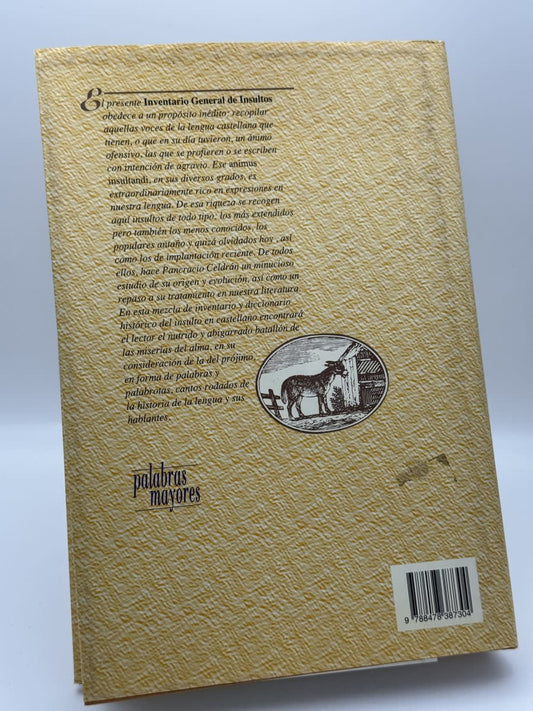 El presente Inventario General de Insultos
obedece a un propósito inédito: recopilar
aquellas voces de la lengua castellana que
tienen, o que en su día tuvieron, un ánimo
ofensivo, las que se profieren o se escriben
con intención de agravio. Ese animus
insultandi, en sus diversos grados, es
extraordinariamente rico en expresiones en
nuestra lengua. De esa riqueza se recogen
aquí insultos de todo tipo, los más extendidos
pero también los menos conocidos, los
populares antaño y quizá olvidados hoy , así
como los de implantación reciente. De todos
ellos, hace Pancracio Celdrán un minucioso
estudio de su origen y evolución, así como un
repaso a su tratamiento en nuestra literatura.
En esta mezcla de inventario y diccionario
histórico del insulto en castellano encontrará
el lector el nutrido y abigarrado batallón de
las miserias del alma, en su
consideración de la del prójimo,
en forma de palabras y
palabrotas, cantos rodados de
la historia de la lengua y sus
hablantes.
palabras
mayores
9 788478 387304